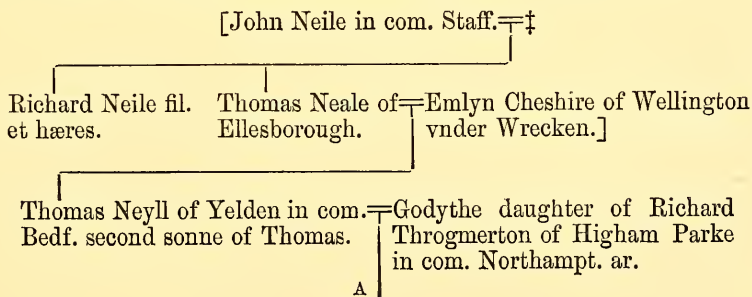 [John Neile in com. Staff.=‡
Richard Neile fil. et hæres.
Thomas Neale of Ellesborough.
=Emlyn Cheshire of Wellington vnder Wrecken.]
Thomas Neyll of Yelden in com. Bedf. second sonne of Thomas.
=Godythe daughter of Richard Throgmerton of Higham Parke in com. Northampt. ar.
A